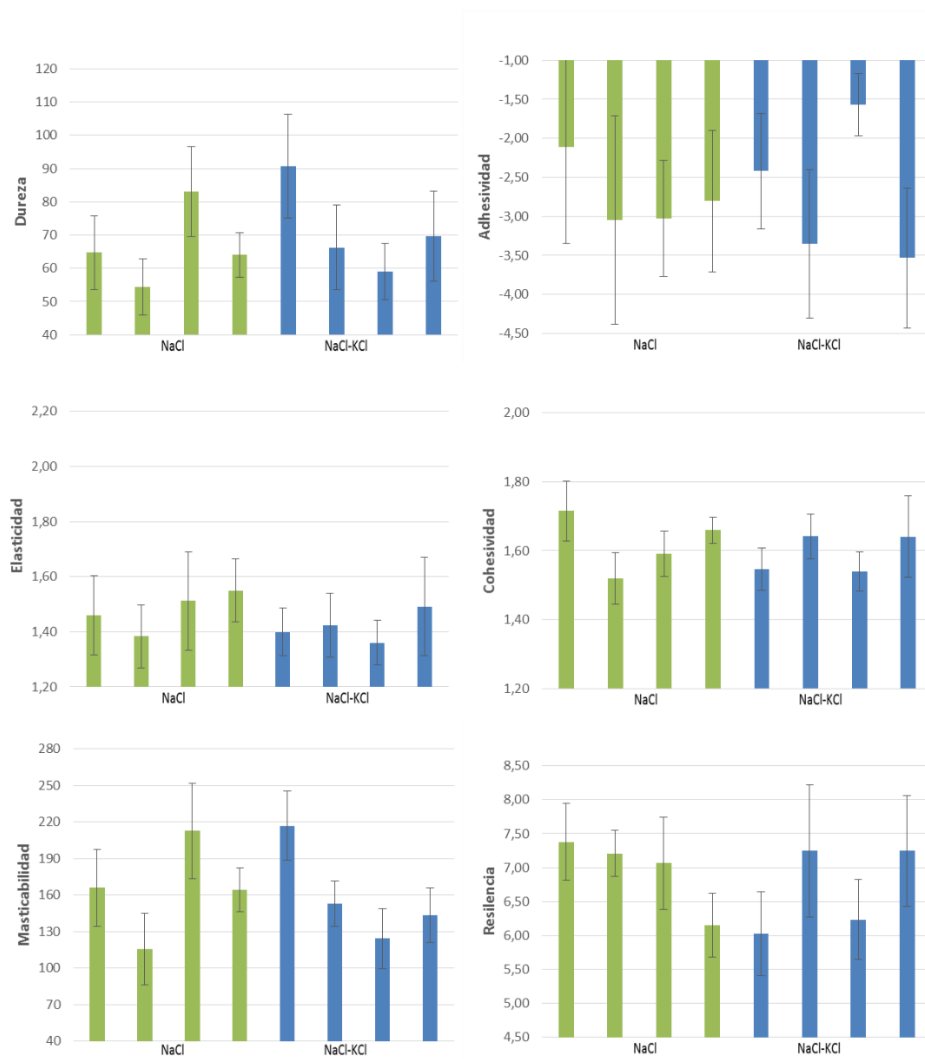 Dureza
120
110
100
90
80
70
60
50
40
NaCl
NaCl-KCl
Adhesividad
-1,00
-1,50
-2,00
-2,50
-3,00
-3,50
-4,00
-4,50
NaCl
NaCl-KCl
Elasticidad
2,20
2,00
1,80
1,60
1,40
1,20
NaCl
NaCl-KCl
Cohesividad
2,00
1,80
1,60
1,40
1,20
NaCl
NaCl-KCl
Masticabilidad
280
250
220
190
160
130
100
70
40
NaCl
NaCl-KCl
Resilencia
8,50
8,00
7,50
7,00
6,50
6,00
5,50
5,00
4,50
NaCl
NaCl-KCl